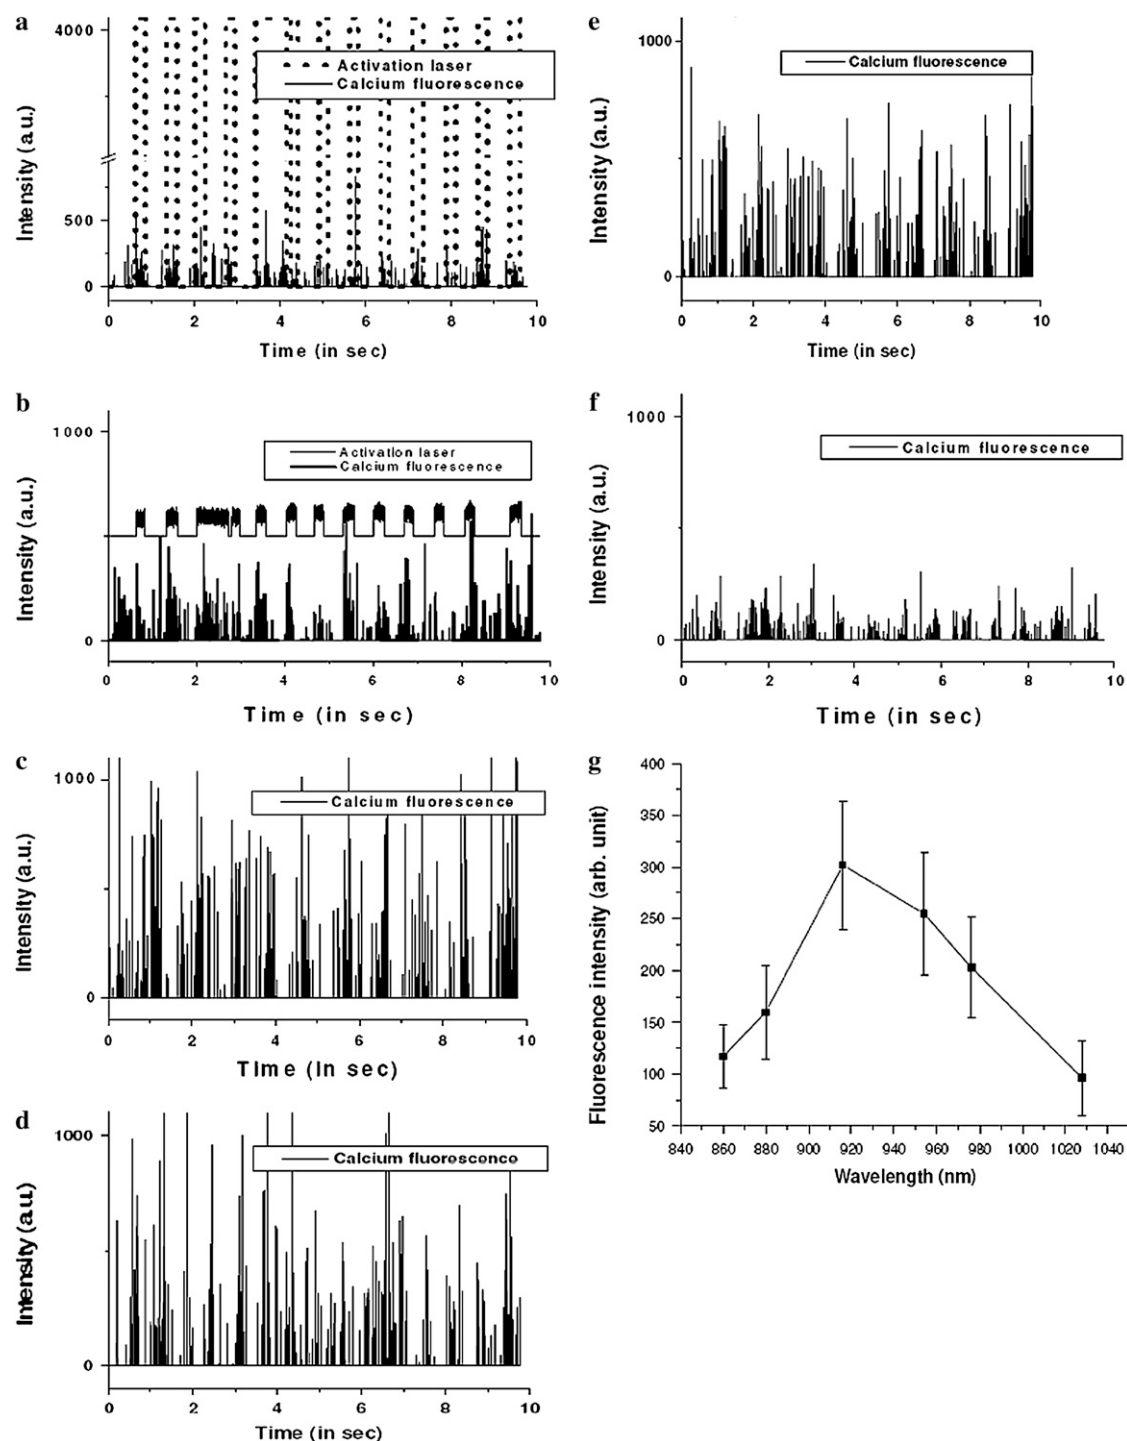 a
4000
Activation laser
Calcium fluorescence
Intensity (a.u.)
500
0
0 2 4 6 8 10
Time (in sec)
b
1000
Activation laser
Calcium fluorescence
Intensity (a.u.)
0
0 2 4 6 8 10
Time (in sec)
c
1000
Calcium fluorescence
Intensity (a.u.)
0
0 2 4 6 8 10
Time (in sec)
d
1000
Calcium fluorescence
Intensity (a.u.)
0
0 2 4 6 8 10
Time (in sec)
e
1000
Calcium fluorescence
Intensity (a.u.)
0
0 2 4 6 8 10
Time (in sec)
f
1000
Calcium fluorescence
Intensity (a.u.)
0
0 2 4 6 8 10
Time (in sec)
g
400
350
300
250
200
150
100
50
Fluorescence intensity (arb. unit)
840 860 880 900 920 940 960 980 1000 1020 1040
Wavelength (nm)